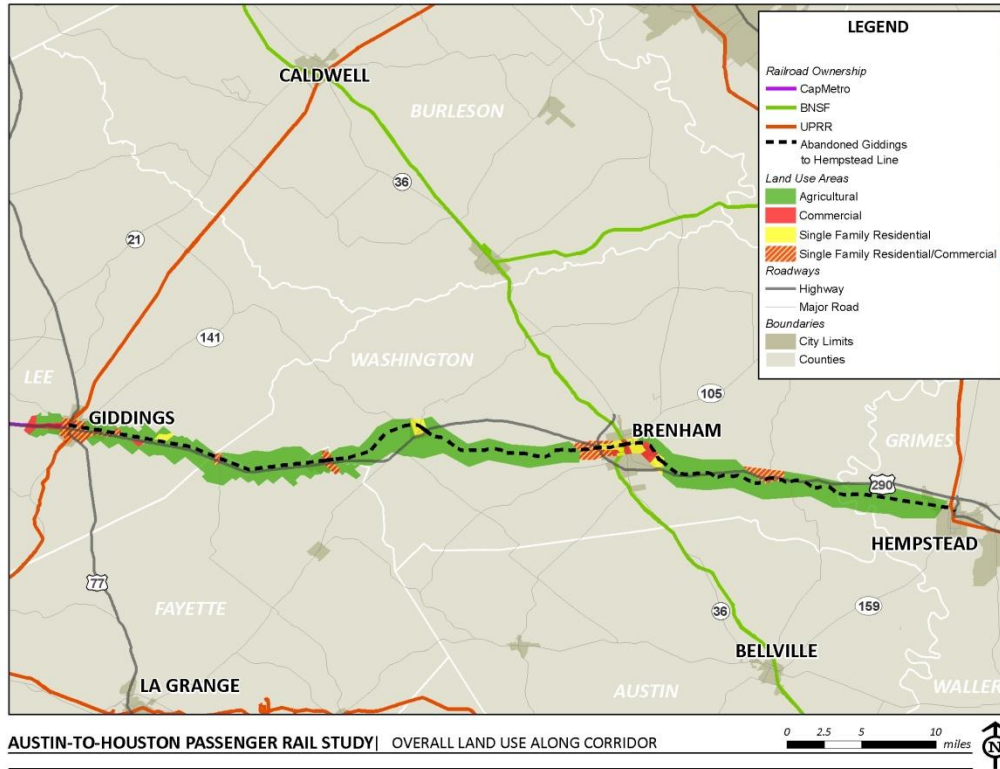 LEGEND
Railroad Ownership
CapMetro
BNSF
UPRR
Abandoned Giddings
to Hempstead Line
Land Use Areas
Agricultural
Commercial
Single Family Residential
Single Family Residential/Commercial
Roadways
Highway
Major Road
Boundaries
City Limits
Counties
CALDWELL
BURLESON
36
21
141
WASHINGTON
LEE
105
GIDDINGS
BRENHAM
GRIMES
290
HEMPSTEAD
77
FAYETTE
36
159
BELLVILLE
LA GRANGE
AUSTIN
WALLER
AUSTIN-TO-HOUSTON PASSENGER RAIL STUDY| OVERALL LAND USE ALONG CORRIDOR
0 2.5 5 10
miles
N